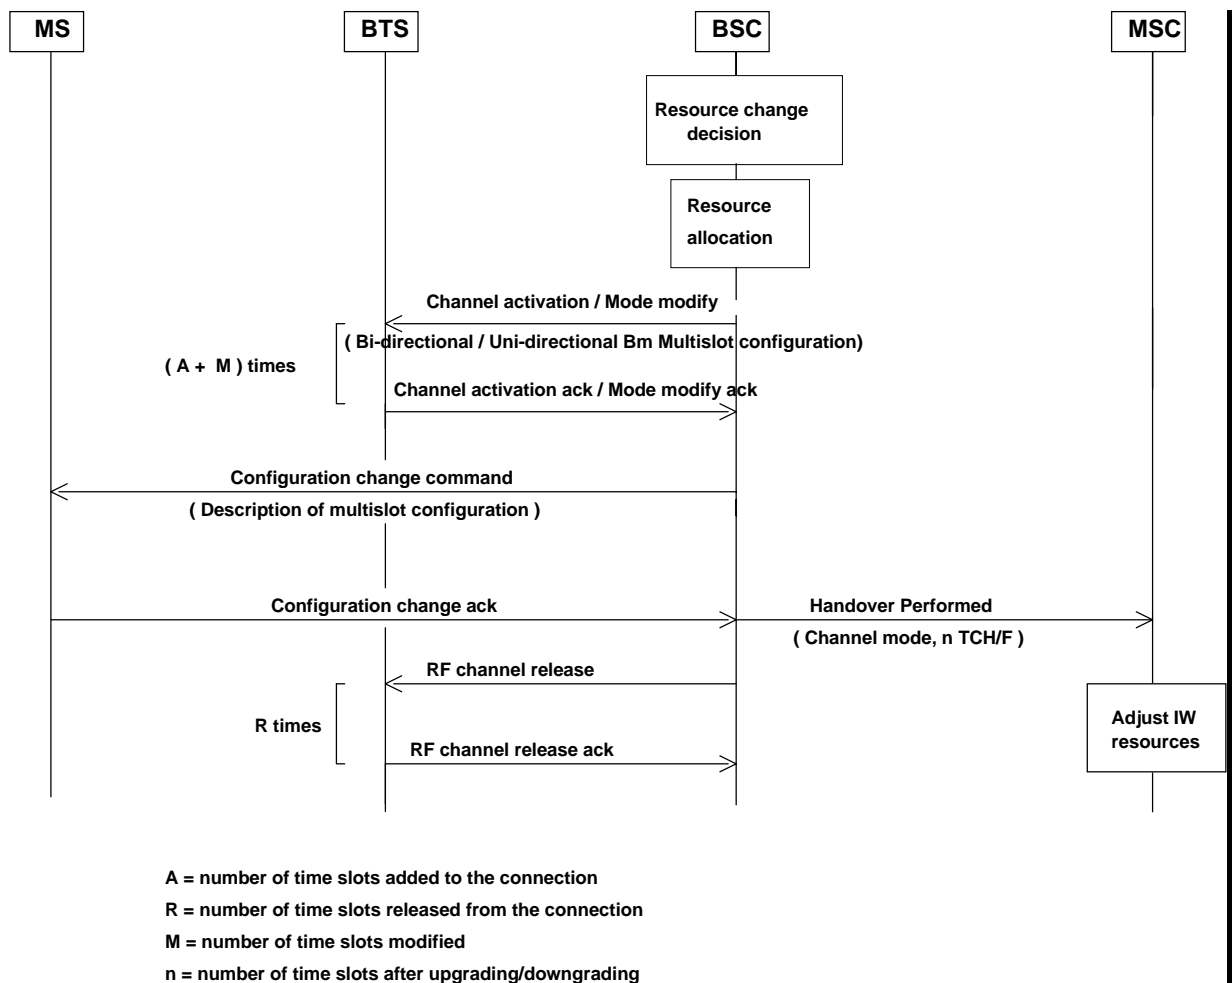 MS
BTS
BSC
MSC
Resource change
decision
Resource
allocation
Channel activation / Mode modify
( Bi-directional / Uni-directional Bm Multislot configuration)
( A + M ) times
Channel activation ack / Mode modify ack
Configuration change command
( Description of multislot configuration )
Configuration change ack
Handover Performed
( Channel mode, n TCH/F )
RF channel release
R times
Adjust IW
resources
RF channel release ack
A = number of time slots added to the connection
R = number of time slots released from the connection
M = number of time slots modified
n = number of time slots after upgrading/downgrading